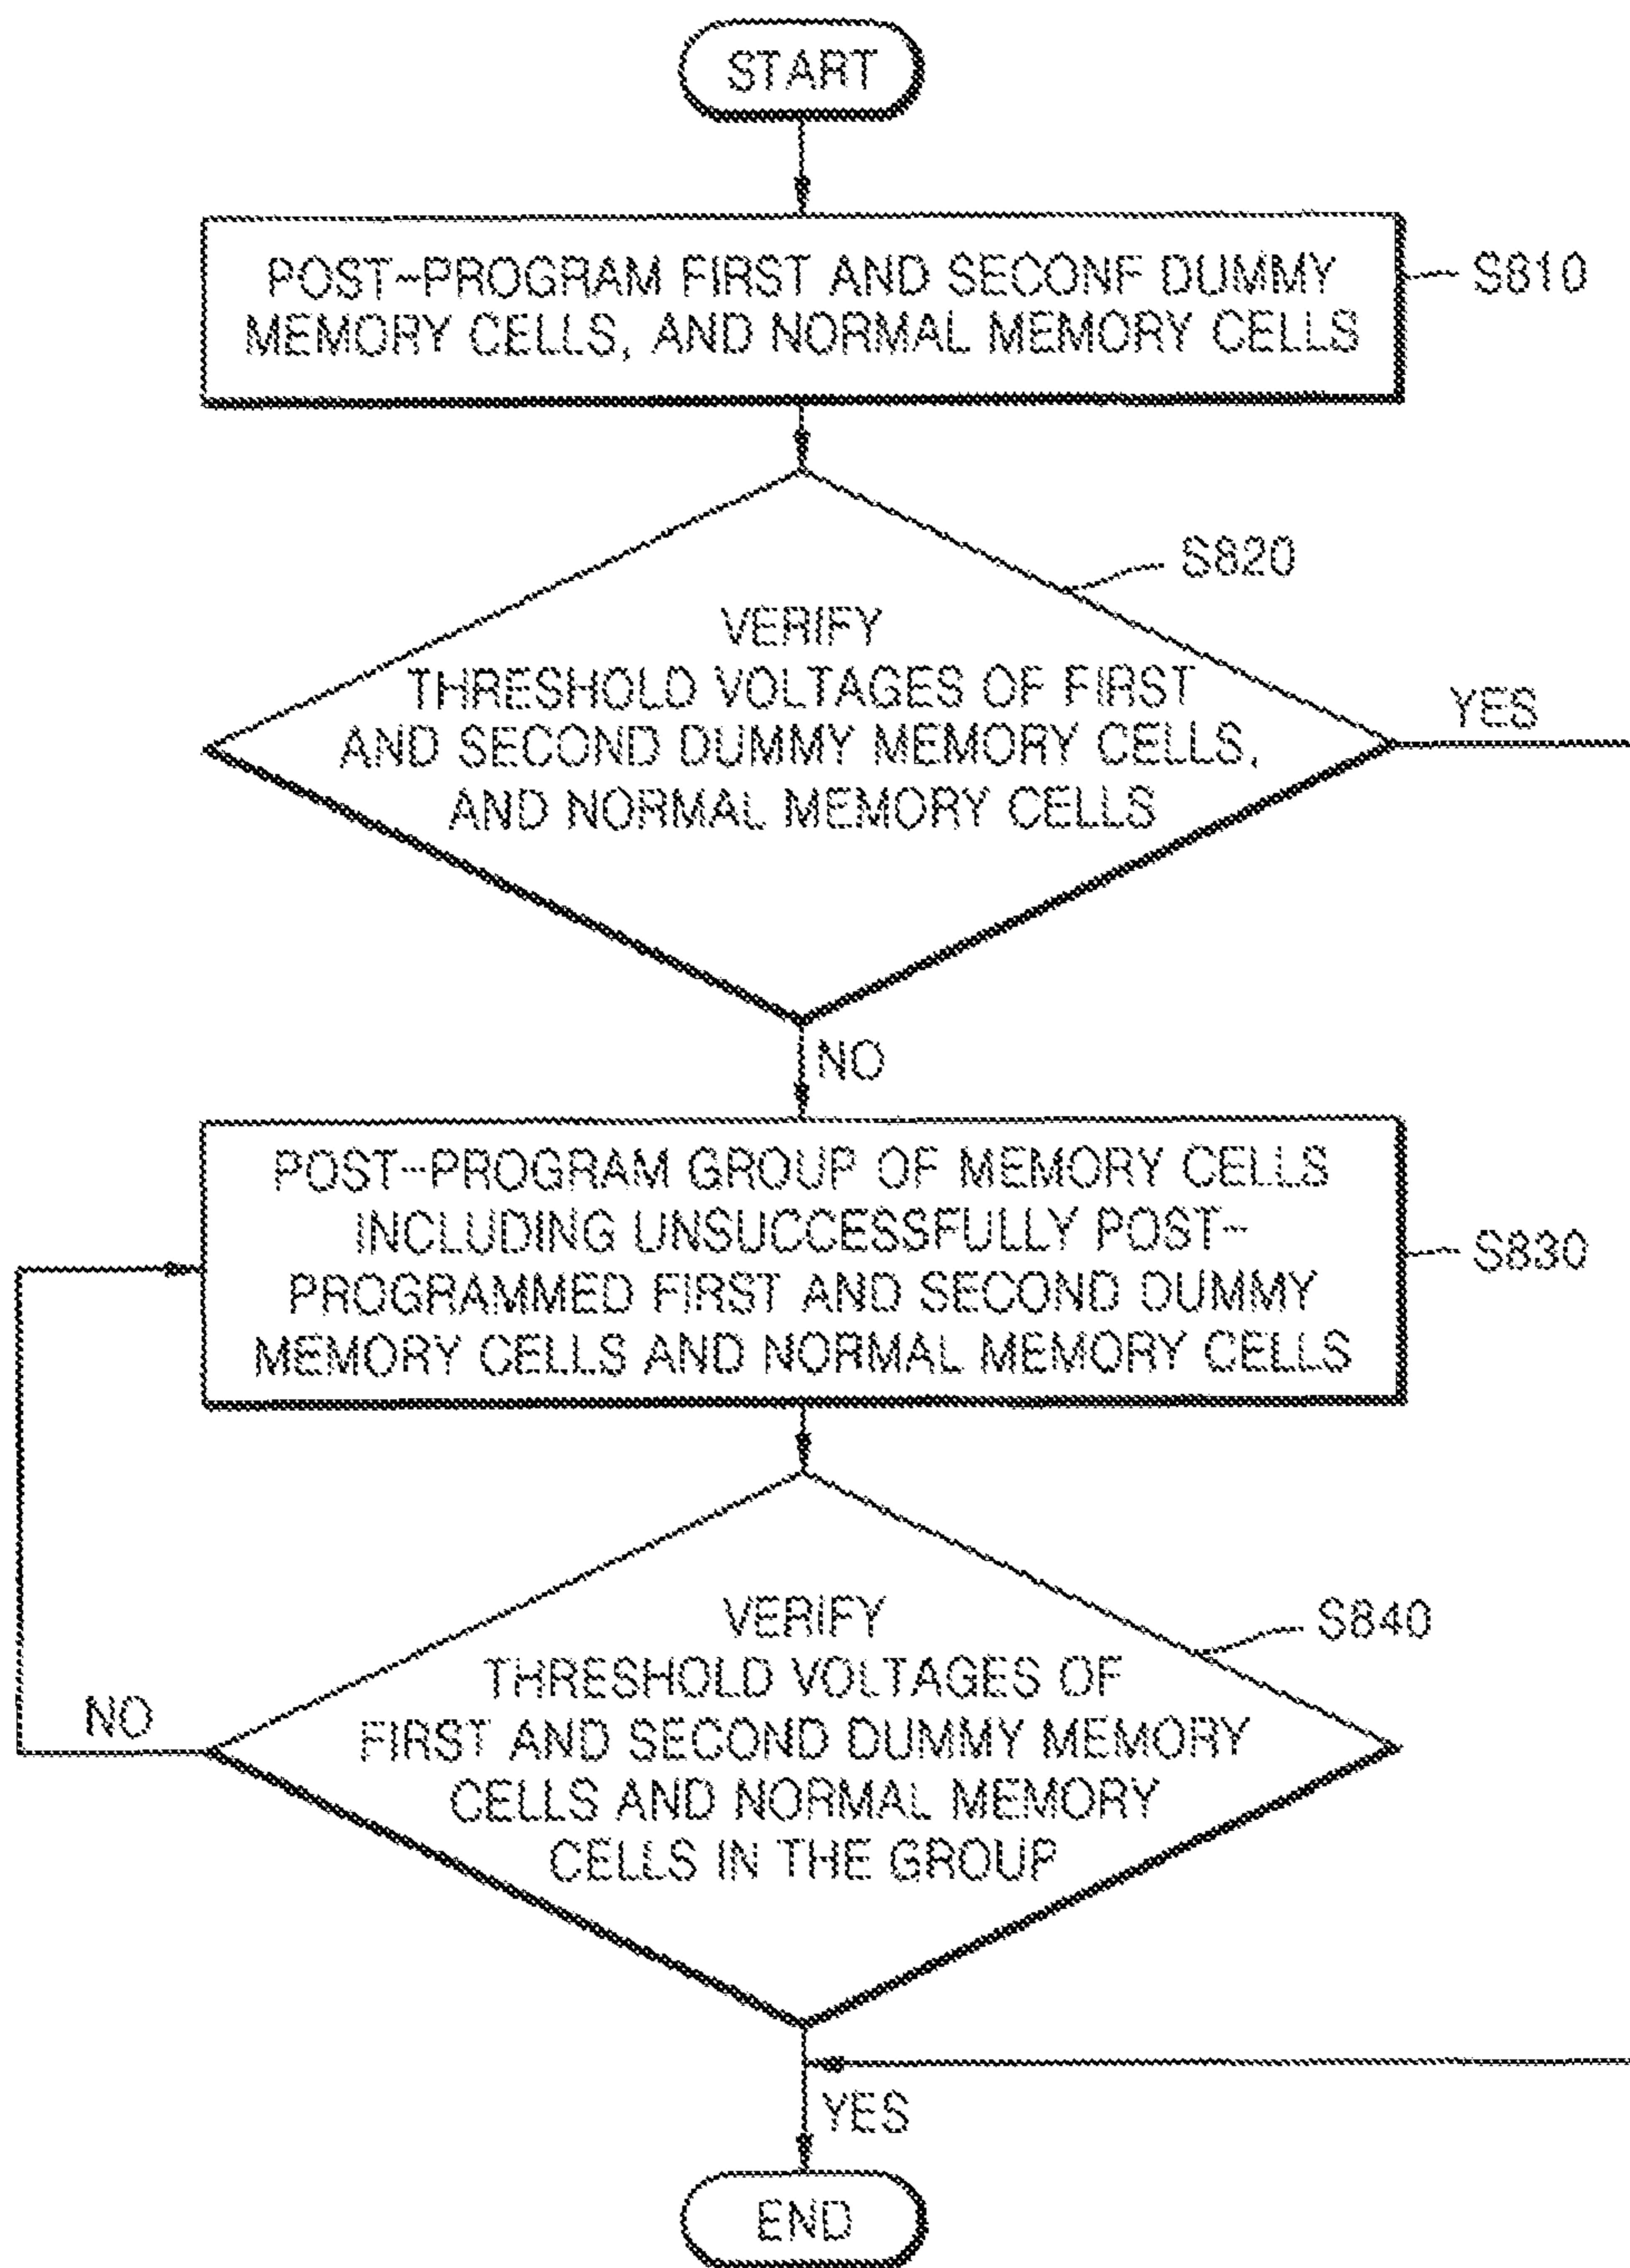 START
POST-PROGRAM FIRST AND SECONF DUMMY
MEMORY CELLS, AND NORMAL MEMORY CELLS
S810
S820
VERIFY
THRESHOLD VOLTAGES OF FIRST
AND SECOND DUMMY MEMORY CELLS,
AND NORMAL MEMORY CELLS
YES
NO
POST-PROGRAM GROUP OF MEMORY CELLS
INCLUDING UNSUCCESSFULLY POST-
PROGRAMMED FIRST AND SECOND DUMMY
MEMORY CELLS AND NORMAL MEMORY CELLS
S830
S840
VERIFY
THRESHOLD VOLTAGES OF
FIRST AND SECOND DUMMY MEMORY
CELLS AND NORMAL MEMORY
CELLS IN THE GROUP
NO
YES
END